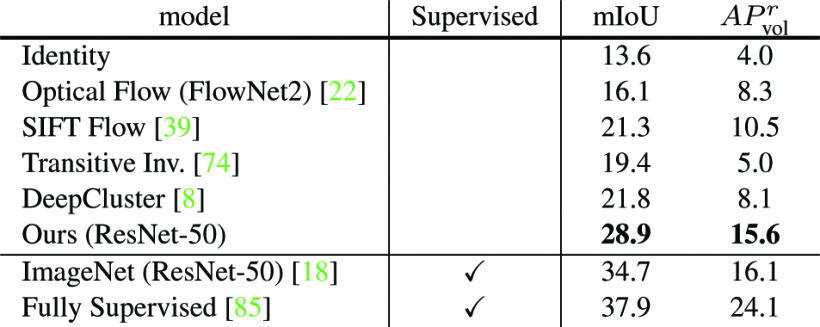 model Supervised mIoU AP^r_vol
Identity 13.6 4.0
Optical Flow (FlowNet2) [22] 16.1 8.3
SIFT Flow [39] 21.3 10.5
Transitive Inv. [74] 19.4 5.0
DeepCluster [8] 21.8 8.1
Ours (ResNet-50) 28.9 15.6
ImageNet (ResNet-50) [18] ✓ 34.7 16.1
Fully Supervised [85] ✓ 37.9 24.1